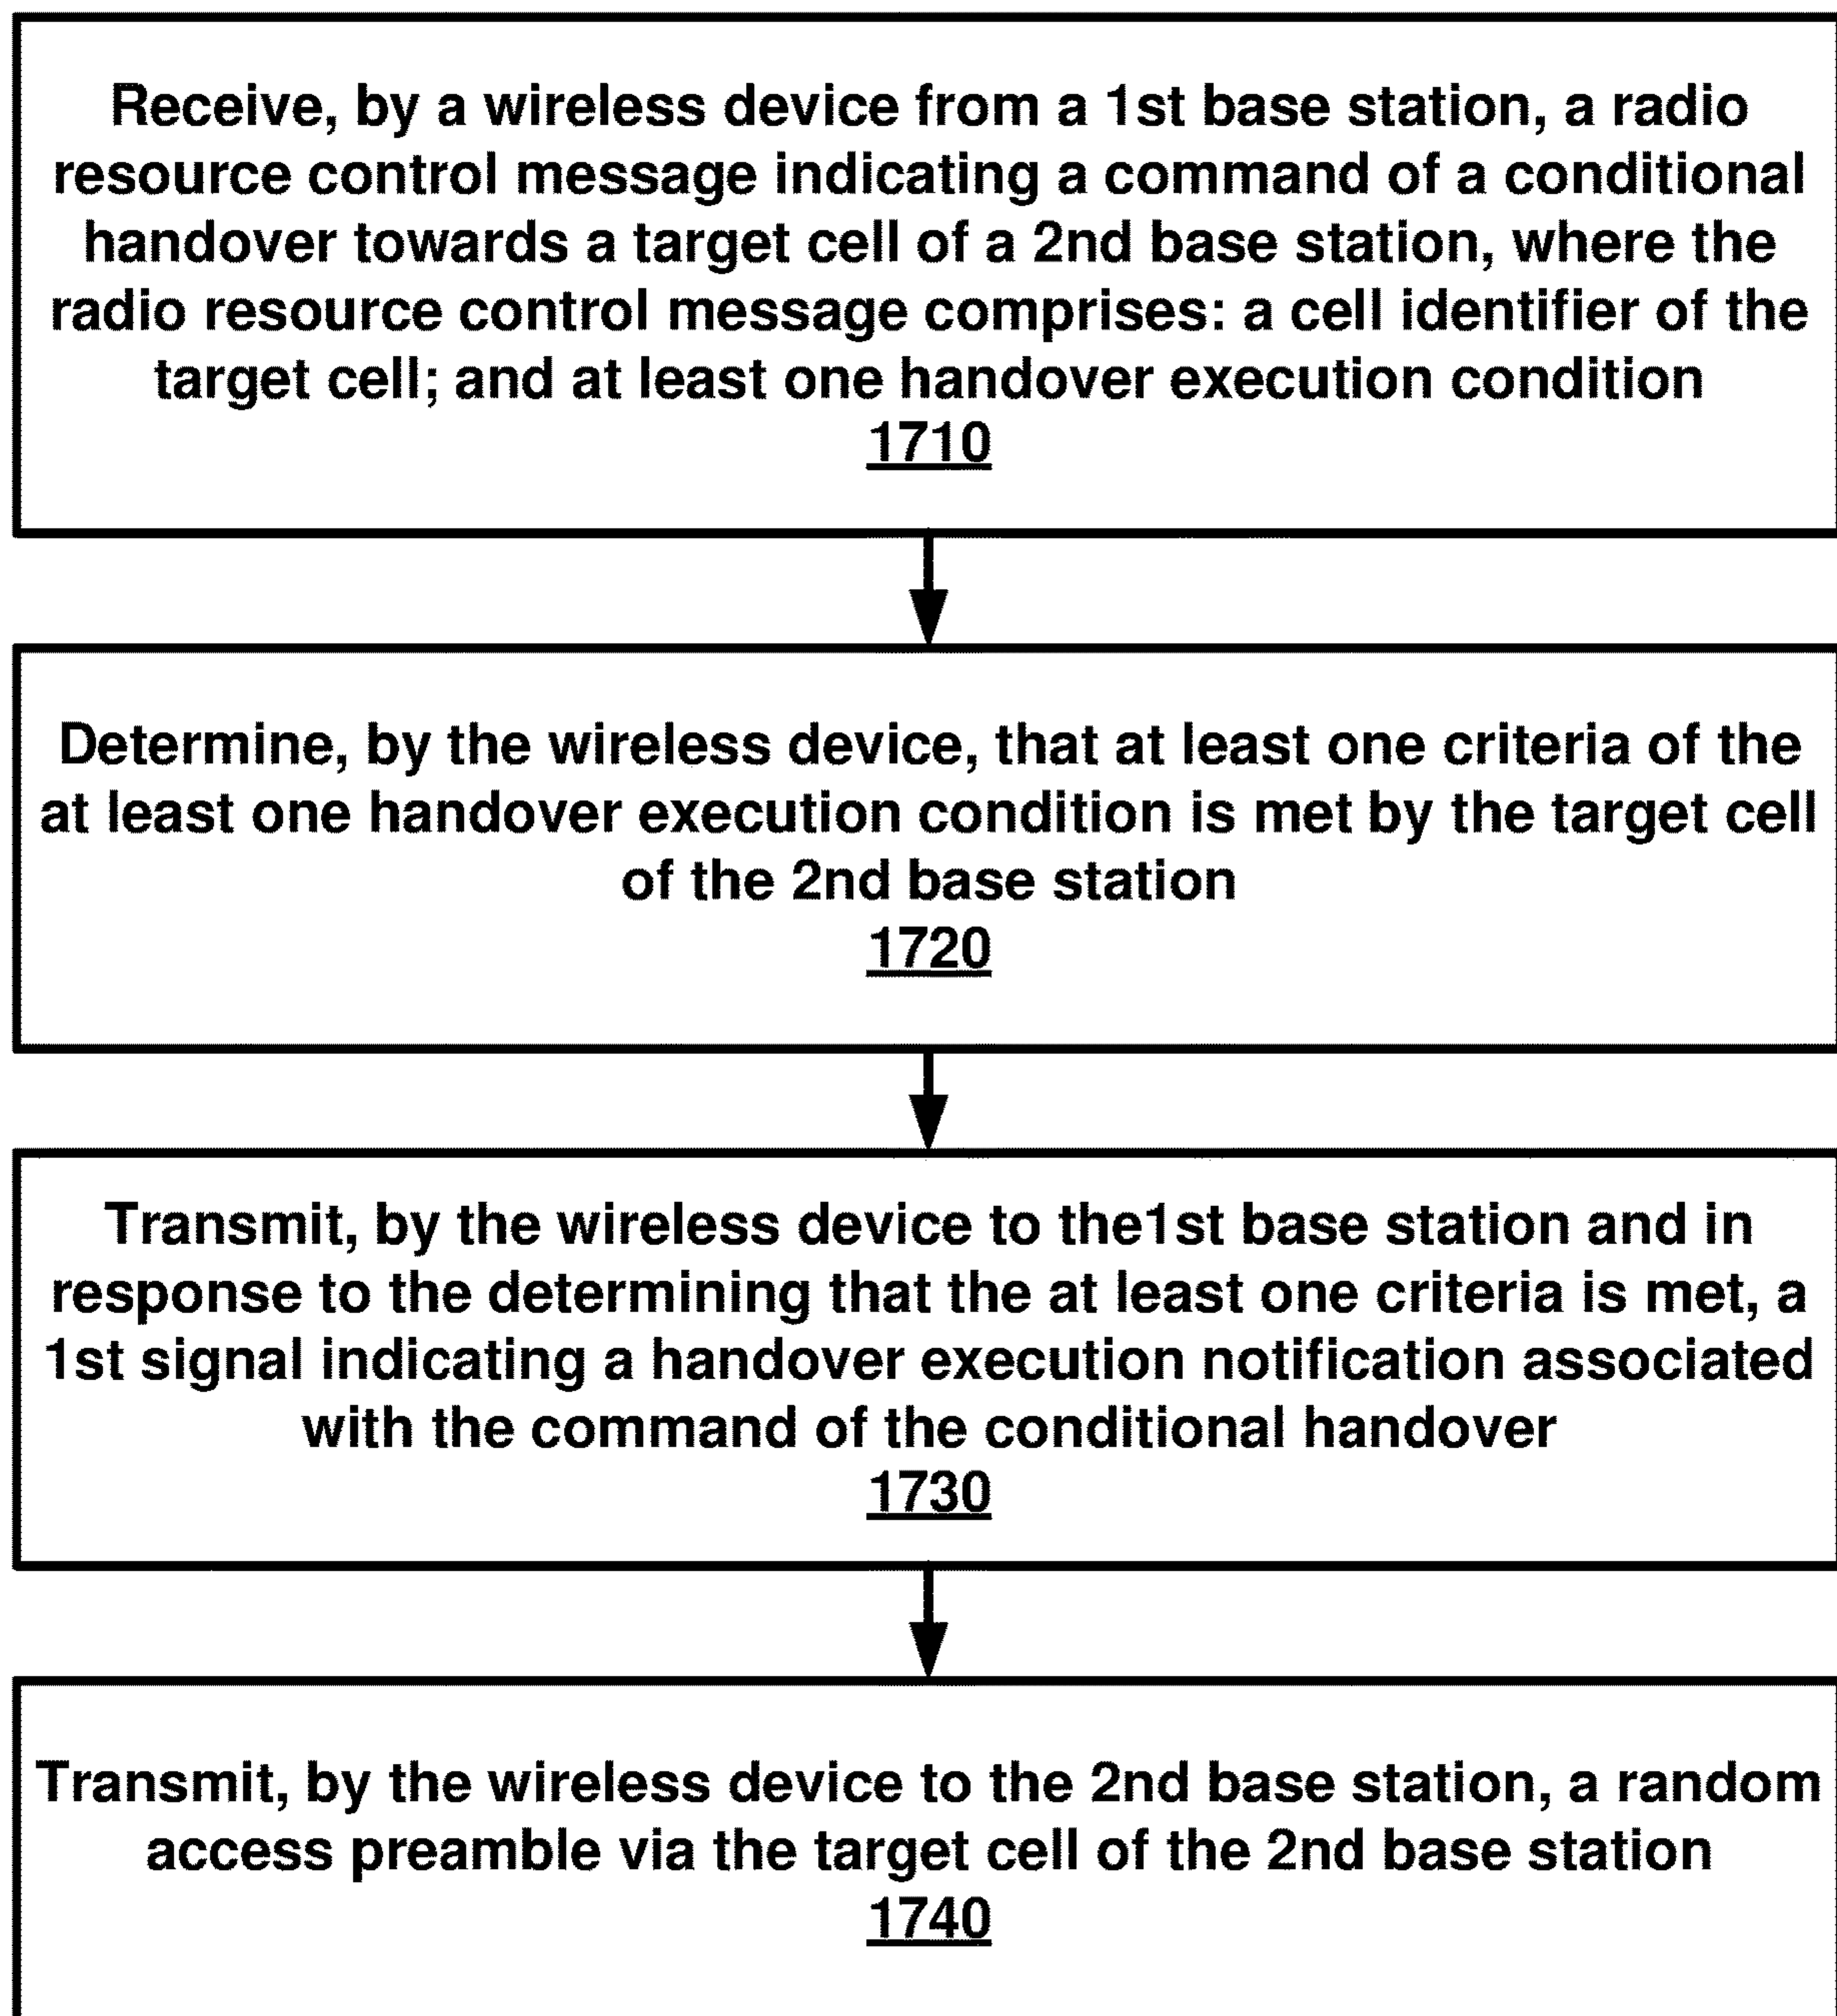 Receive, by a wireless device from a 1st base station, a radio
resource control message indicating a command of a conditional
handover towards a target cell of a 2nd base station, where the
radio resource control message comprises: a cell identifier of the
target cell; and at least one handover execution condition
1710
Determine, by the wireless device, that at least one criteria of the
at least one handover execution condition is met by the target cell
of the 2nd base station
1720
Transmit, by the wireless device to the1st base station and in
response to the determining that the at least one criteria is met, a
1st signal indicating a handover execution notification associated
with the command of the conditional handover
1730
Transmit, by the wireless device to the 2nd base station, a random
access preamble via the target cell of the 2nd base station
1740